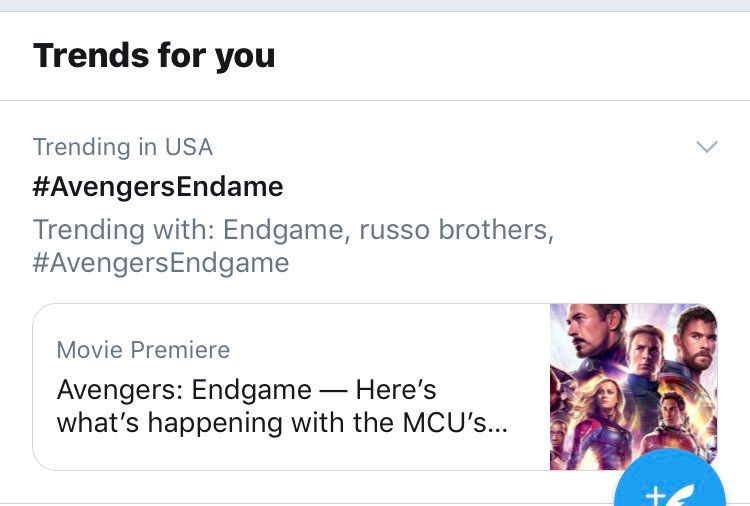 Trends for you
Trending in USA
#AvengersEndame
Trending with: Endgame, russo brothers,
#AvengersEndgame
Movie Premiere
Avengers: Endgame — Here’s
what’s happening with the MCU’s...